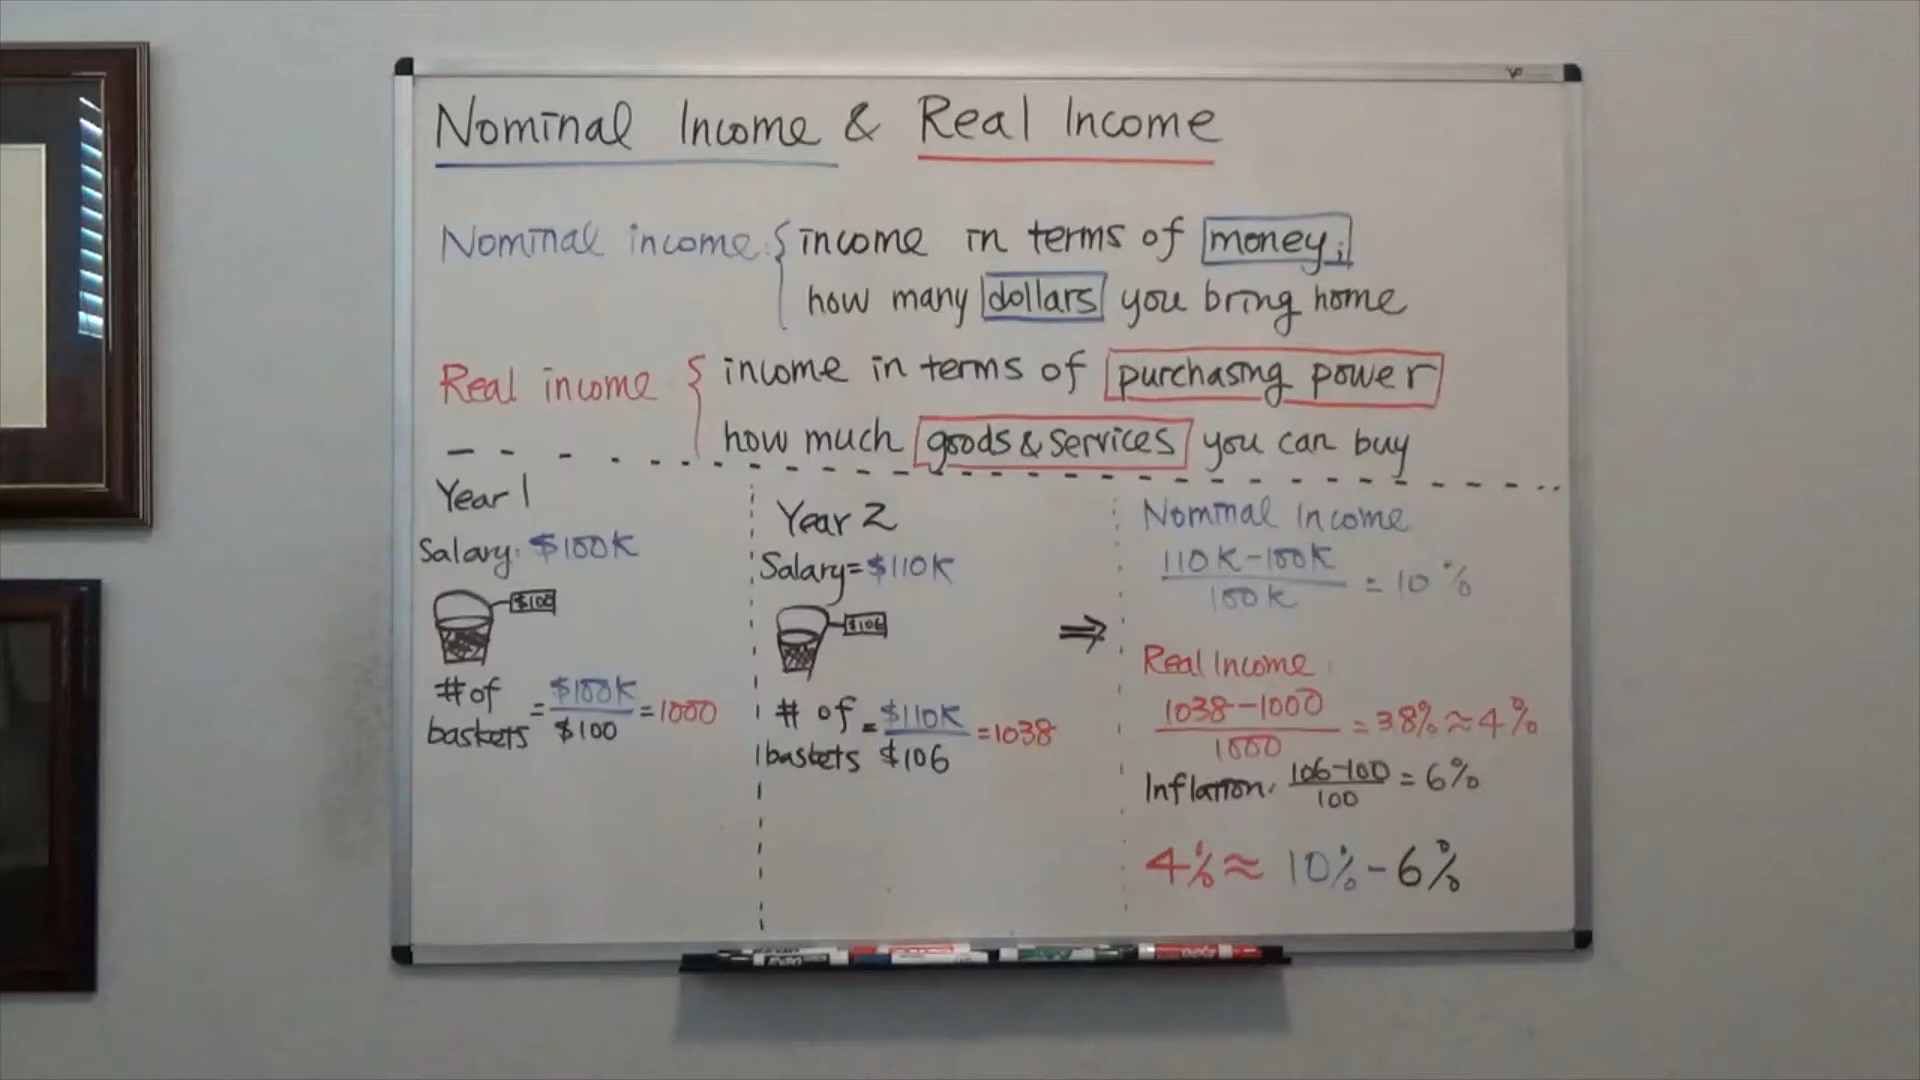 Nominal Income & Real Income
Nominal income: income in terms of money;
how many dollars you bring home
Real income income in terms of purchasing power
how much goods & services you can buy
Year 1
Salary: $100K
$100
# of baskets = $100K / $100 = 1000
Year 2
Salary = $110K
$106
# of baskets = $110K / $106 = 1038
⇒
Nominal Income
110K - 100K / 100K = 10%
Real Income:
1038 - 1000 / 1000 = 38% ≈ 4%
Inflation: 106-100 / 100 = 6%
4% ≈ 10% - 6%